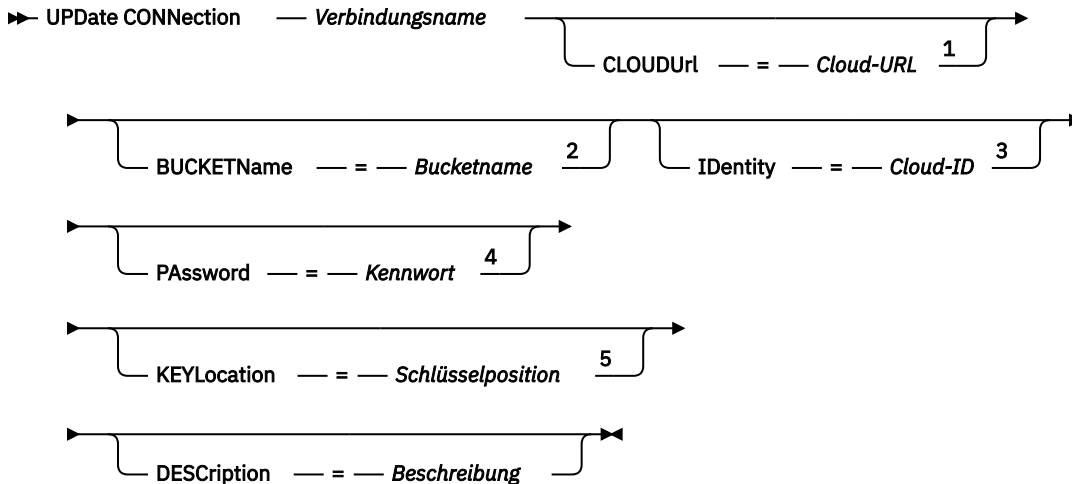 UPDate CONNection Verbindungsname
CLOUDUrl = Cloud-URL 1
BUCKETName = Bucketname 2 IDentity = Cloud-ID 3
PAssword = Kennwort 4
KEYLocation = Schlüsselposition 5
DESCription = Beschreibung